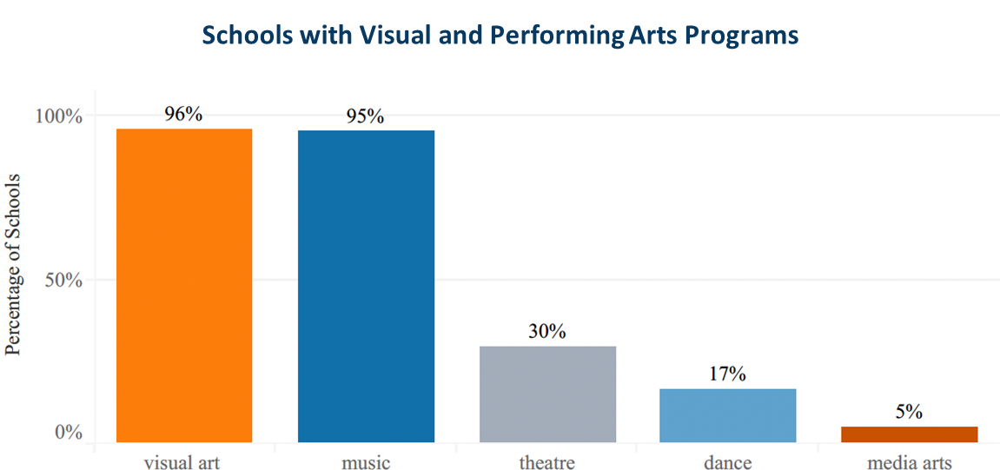 Schools with Visual and Performing Arts Programs
Percentage of Schools
100%
50%
0%
96%
95%
30%
17%
5%
visual art
music
theatre
dance
media arts